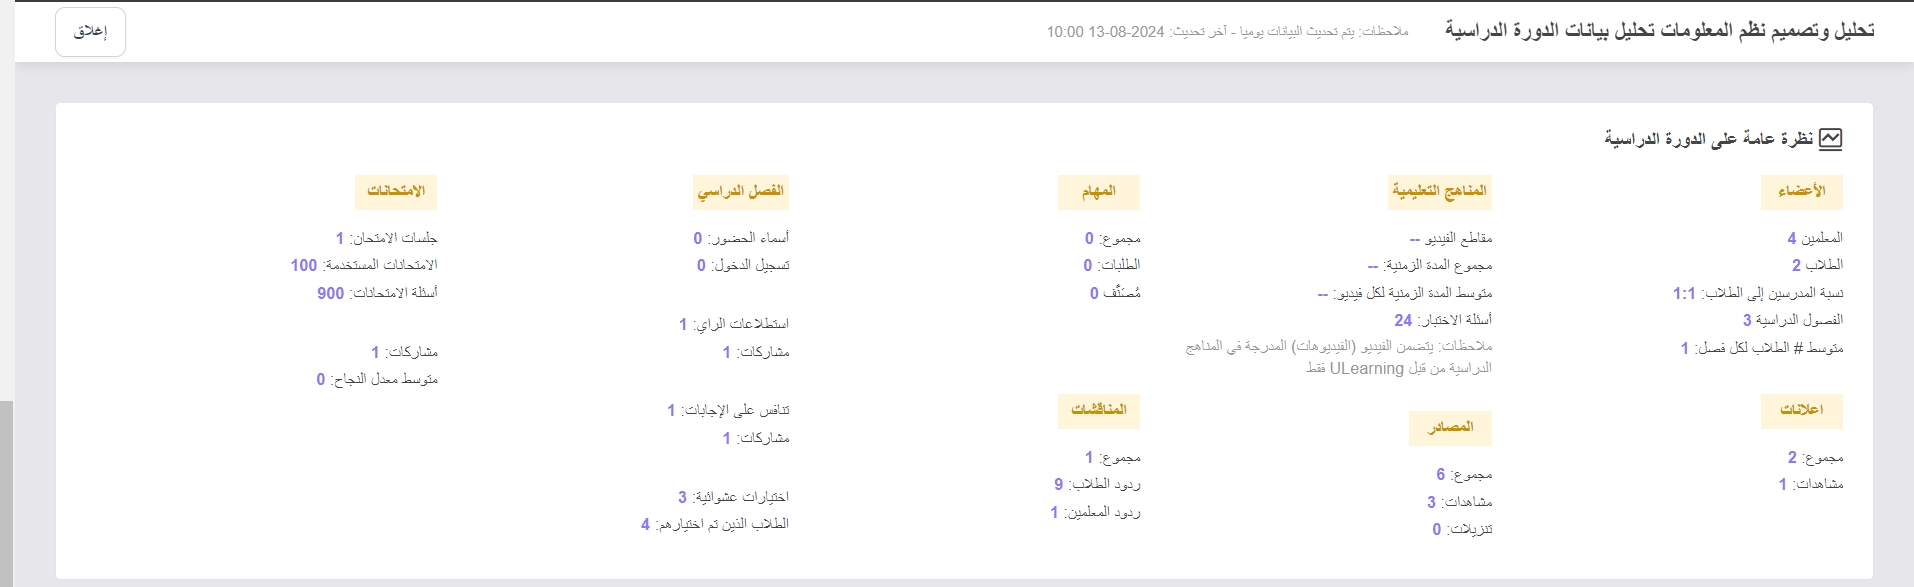 تحليل وتصميم نظم المعلومات تحليل بيانات الدورة الدراسية
ملاحظات: يتم تحديث البيانات يوميا - آخر تحديث: 2024-08-13 10:00
إغلاق
نظرة عامة على الدورة الدراسية
الأعضاء
المعلمين 4
الطلاب 2
نسبة المدرسين إلى الطلاب: 1:1
الفصول الدراسية 3
متوسط # الطلاب لكل فصل: 1
اعلانات
مجموع: 2
مشاهدات: 1
المناهج التعليمية
مقاطع الفيديو --
مجموع المدة الزمنية: --
متوسط المدة الزمنية لكل فيديو: --
أسئلة الاختبار: 24
ملاحظات: يتضمن الفيديو (الفيديوهات) المدرجة في المناهج
الدراسية من قبل ULearning فقط
المصادر
مجموع: 6
مشاهدات: 3
تنزيلات: 0
المهام
مجموع: 0
الطلبات: 0
مُصنَّف 0
المناقشات
مجموع: 1
ردود الطلاب: 9
ردود المعلمين: 1
الفصل الدراسي
أسماء الحضور: 0
تسجيل الدخول: 0
استطلاعات الراي: 1
مشاركات: 1
تنافس على الإجابات: 1
مشاركات: 1
اختيارات عشوائية: 3
الطلاب الذين تم اختيارهم: 4
الامتحانات
جلسات الامتحان: 1
الامتحانات المستخدمة: 100
أسئلة الامتحانات: 900
مشاركات: 1
متوسط معدل النجاح: 0